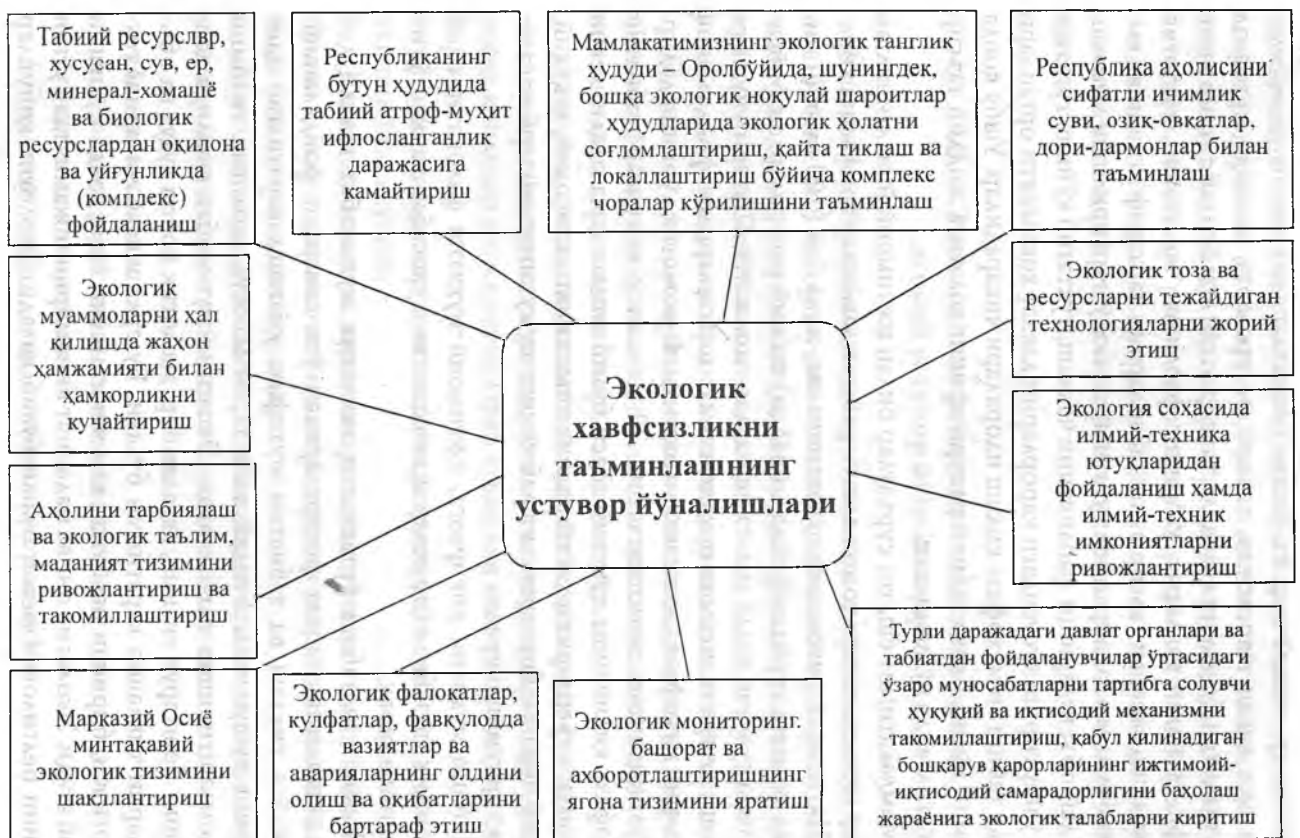 Табиий ресурслвр,
хусусан, сув, ер,
минерал-хомашё
ва биологик
ресурслардан оқилона
ва уйғунликда
(комплекс)
фойдаланиш
Республиканинг
бутун ҳудудида
табиий атроф-муҳит
ифлосланганлик
даражасига
камайтириш
Мамлакатимизнинг экологик танглик
ҳудуди – Оролбўйида, шунингдек,
бошқа экологик ноқулай шароитлар
ҳудудларида экологик ҳолатни
соғломлаштириш, қайта тиклаш ва
локаллаштириш бўйича комплекс
чоралар кўрилишини таъминлаш
Республика аҳолисини
сифатли ичимлик
суви, озиқ-овқатлар,
дори-дармонлар билан
таъминлаш
Экологик
муаммоларни ҳал
қилишда жаҳон
ҳамжамияти билан
ҳамкорликни
кучайтириш
Экологик тоза ва
ресурсларни тежайдиган
технологияларни жорий
этиш
Экологик
хавфсизликни
таъминлашнинг
устувор йўналишлари
Экология соҳасида
илмий-техника
ютуқларидан
фойдаланиш ҳамда
илмий-техник
имкониятларни
ривожлантириш
Аҳолини тарбиялаш
ва экологик таълим,
маданият тизимини
ривожлантириш ва
такомиллаштириш
Марказий Осиё
минтақавий
экологик тизимини
шакллантириш
Экологик фалокатлар,
кулфатлар, фавқулодда
вазиятлар ва
аварияларнинг олдини
олиш ва оқибатларини
бартараф этиш
Экологик мониторинг.
башорат ва
ахборотлаштиришнинг
ягона тизимини яратиш
Турли даражадаги давлат органлари ва
табиатдан фойдаланувчилар ўртасидаги
ўзаро муносабатларни тартибга солувчи
ҳуқуқий ва иқтисодий механизмни
такомиллаштириш, қабул қилинадиган
бошқарув қарорларининг ижтимоий-
иқтисодий самарадорлигини баҳолаш
жараёнига экологик талабларни киритиш